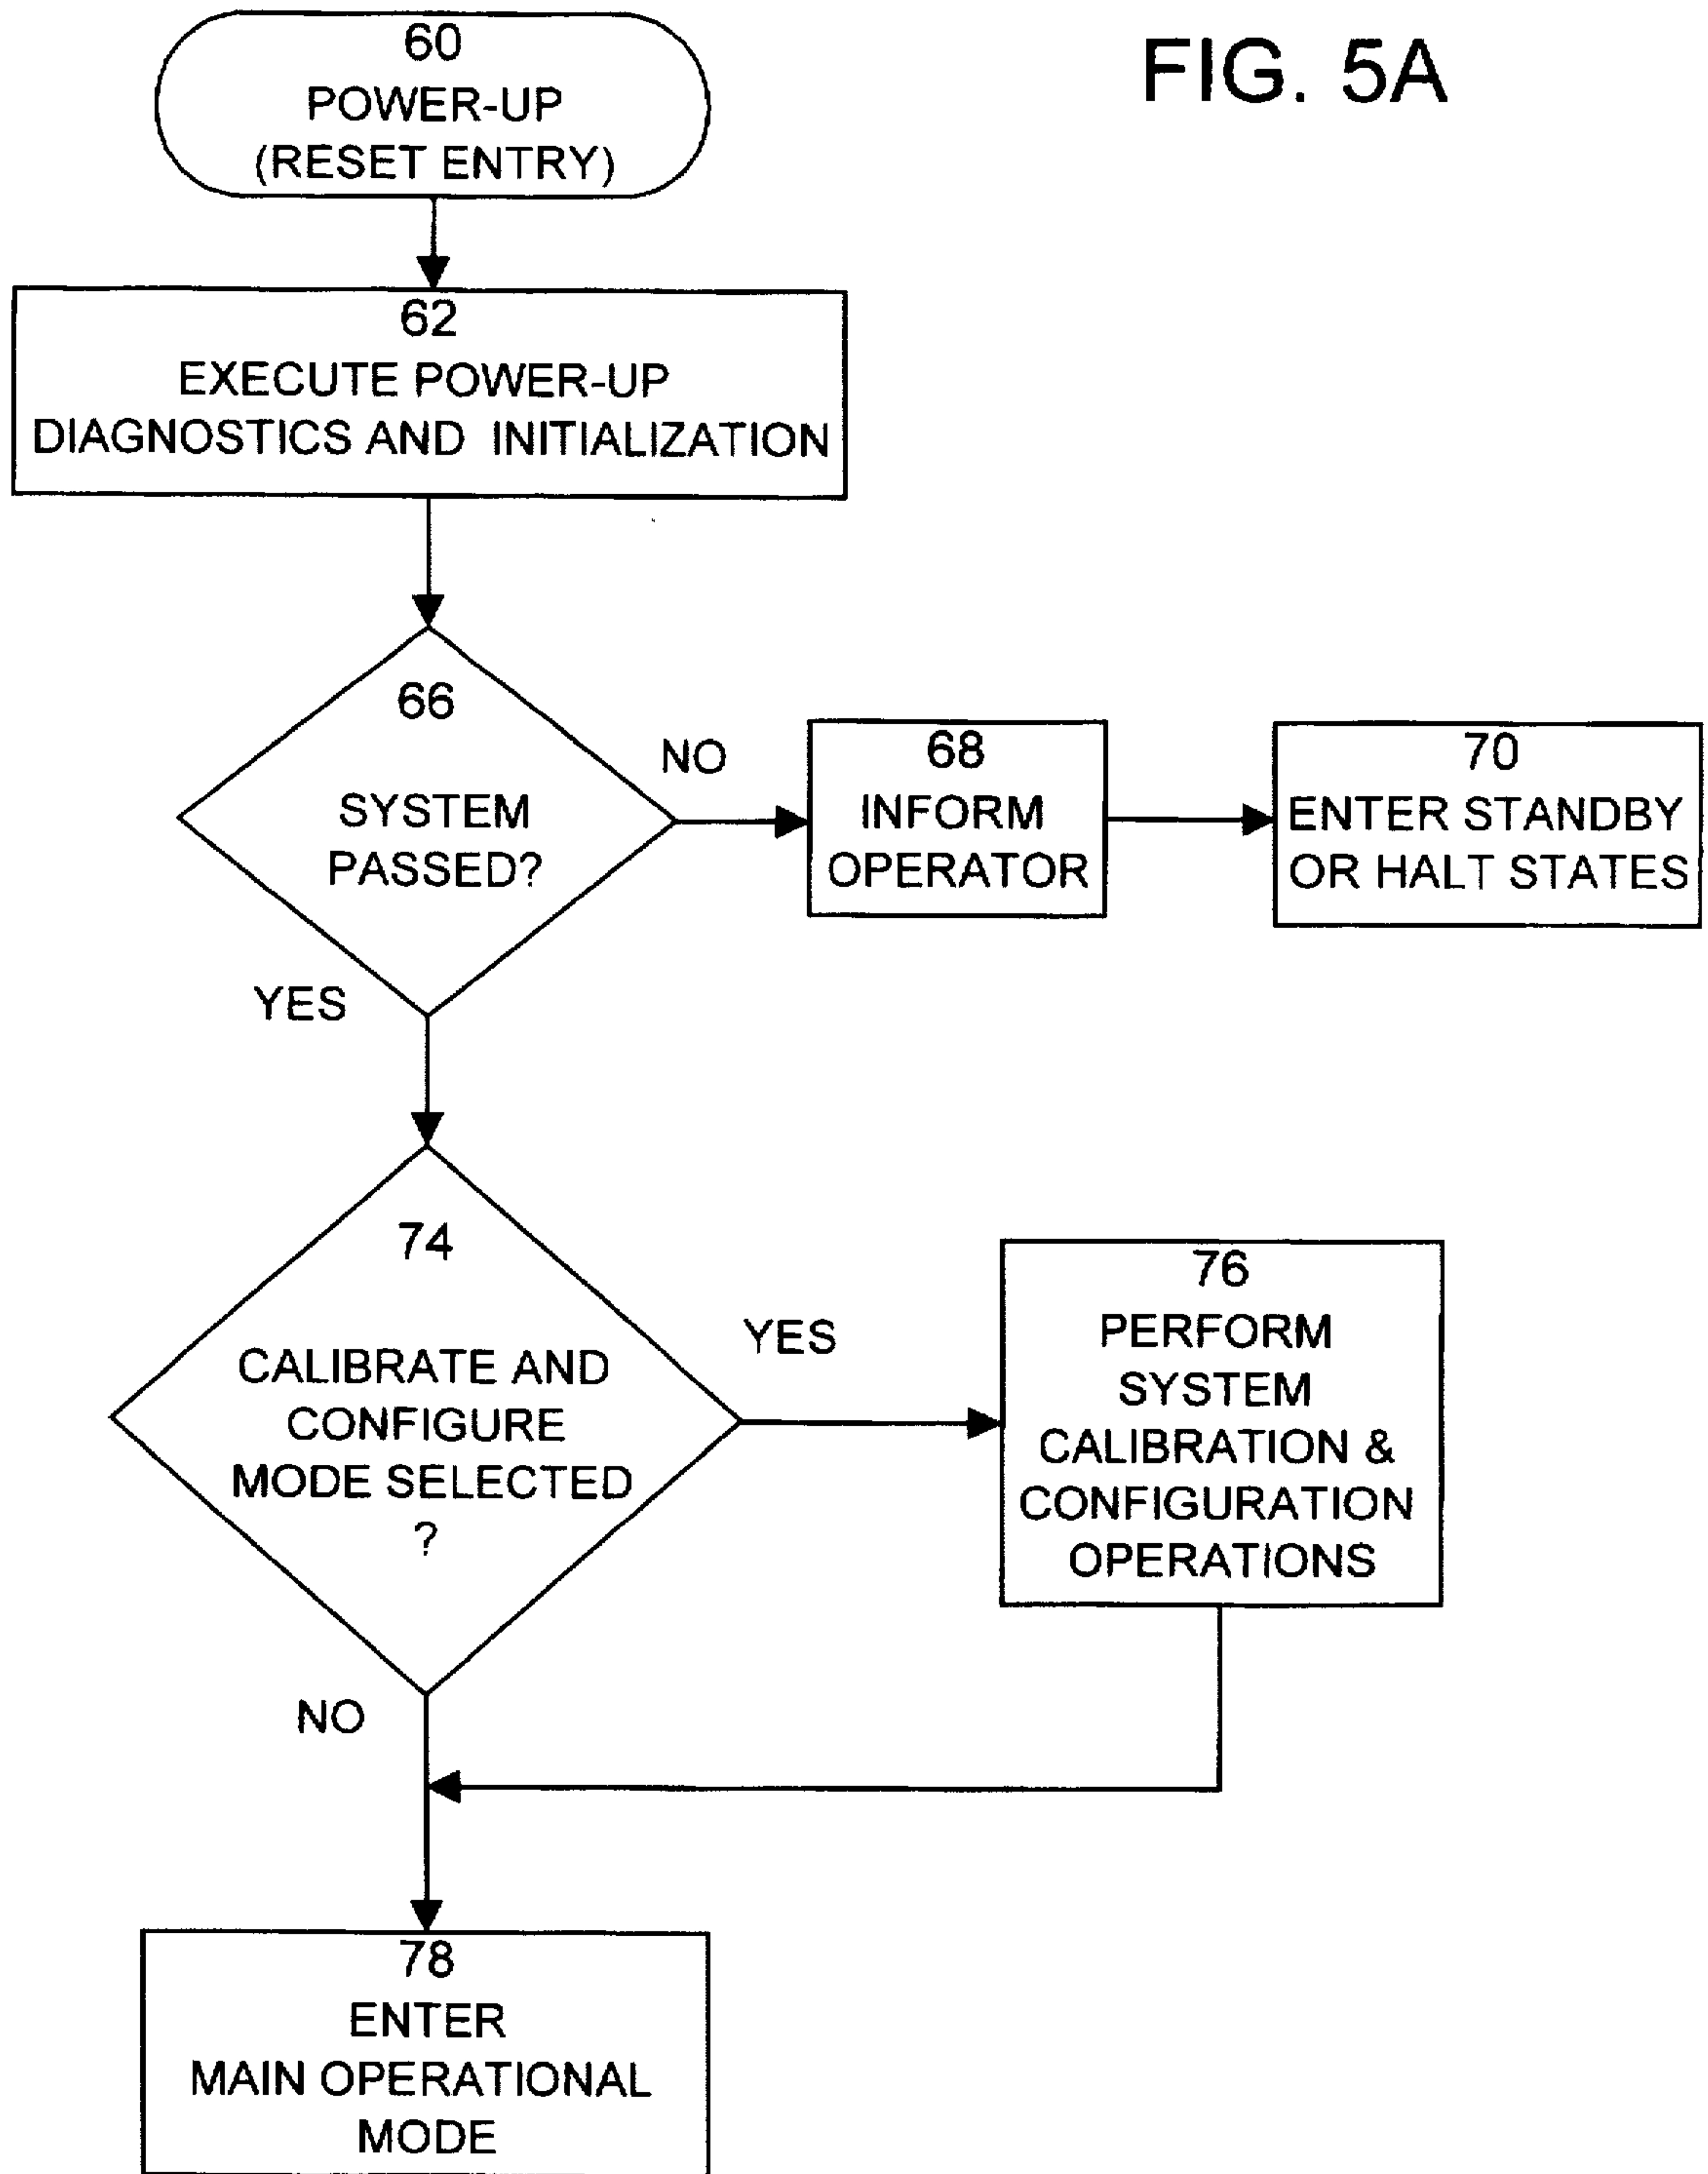 FIG. 5A
60
POWER-UP
(RESET ENTRY)
62
EXECUTE POWER-UP
DIAGNOSTICS AND INITIALIZATION
66
SYSTEM
PASSED?
NO
68
INFORM
OPERATOR
70
ENTER STANDBY
OR HALT STATES
YES
74
CALIBRATE AND
CONFIGURE
MODE SELECTED
?
YES
76
PERFORM
SYSTEM
CALIBRATION &
CONFIGURATION
OPERATIONS
NO
78
ENTER
MAIN OPERATIONAL
MODE